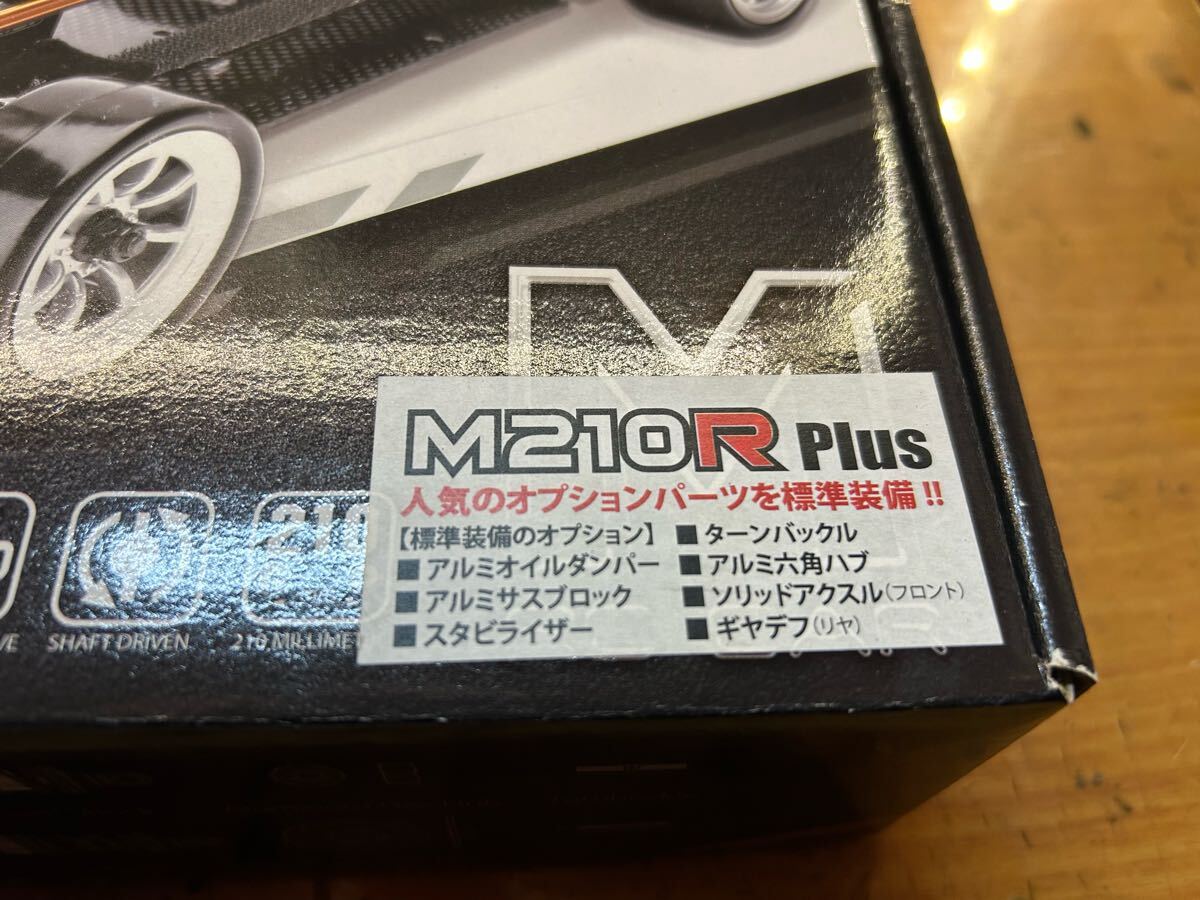 M210R Plus
人気のオプションパーツを標準装備!!
【標準装備のオプション】
■ アルミオイルダンパー
■ アルミサスブロック
■ スタビライザー
■ ターンバックル
■ アルミ六角ハブ
■ ソリッドアクスル(フロント)
■ ギヤデフ(リヤ)
SHAFT DRIVEN
210
210 MILLIMET